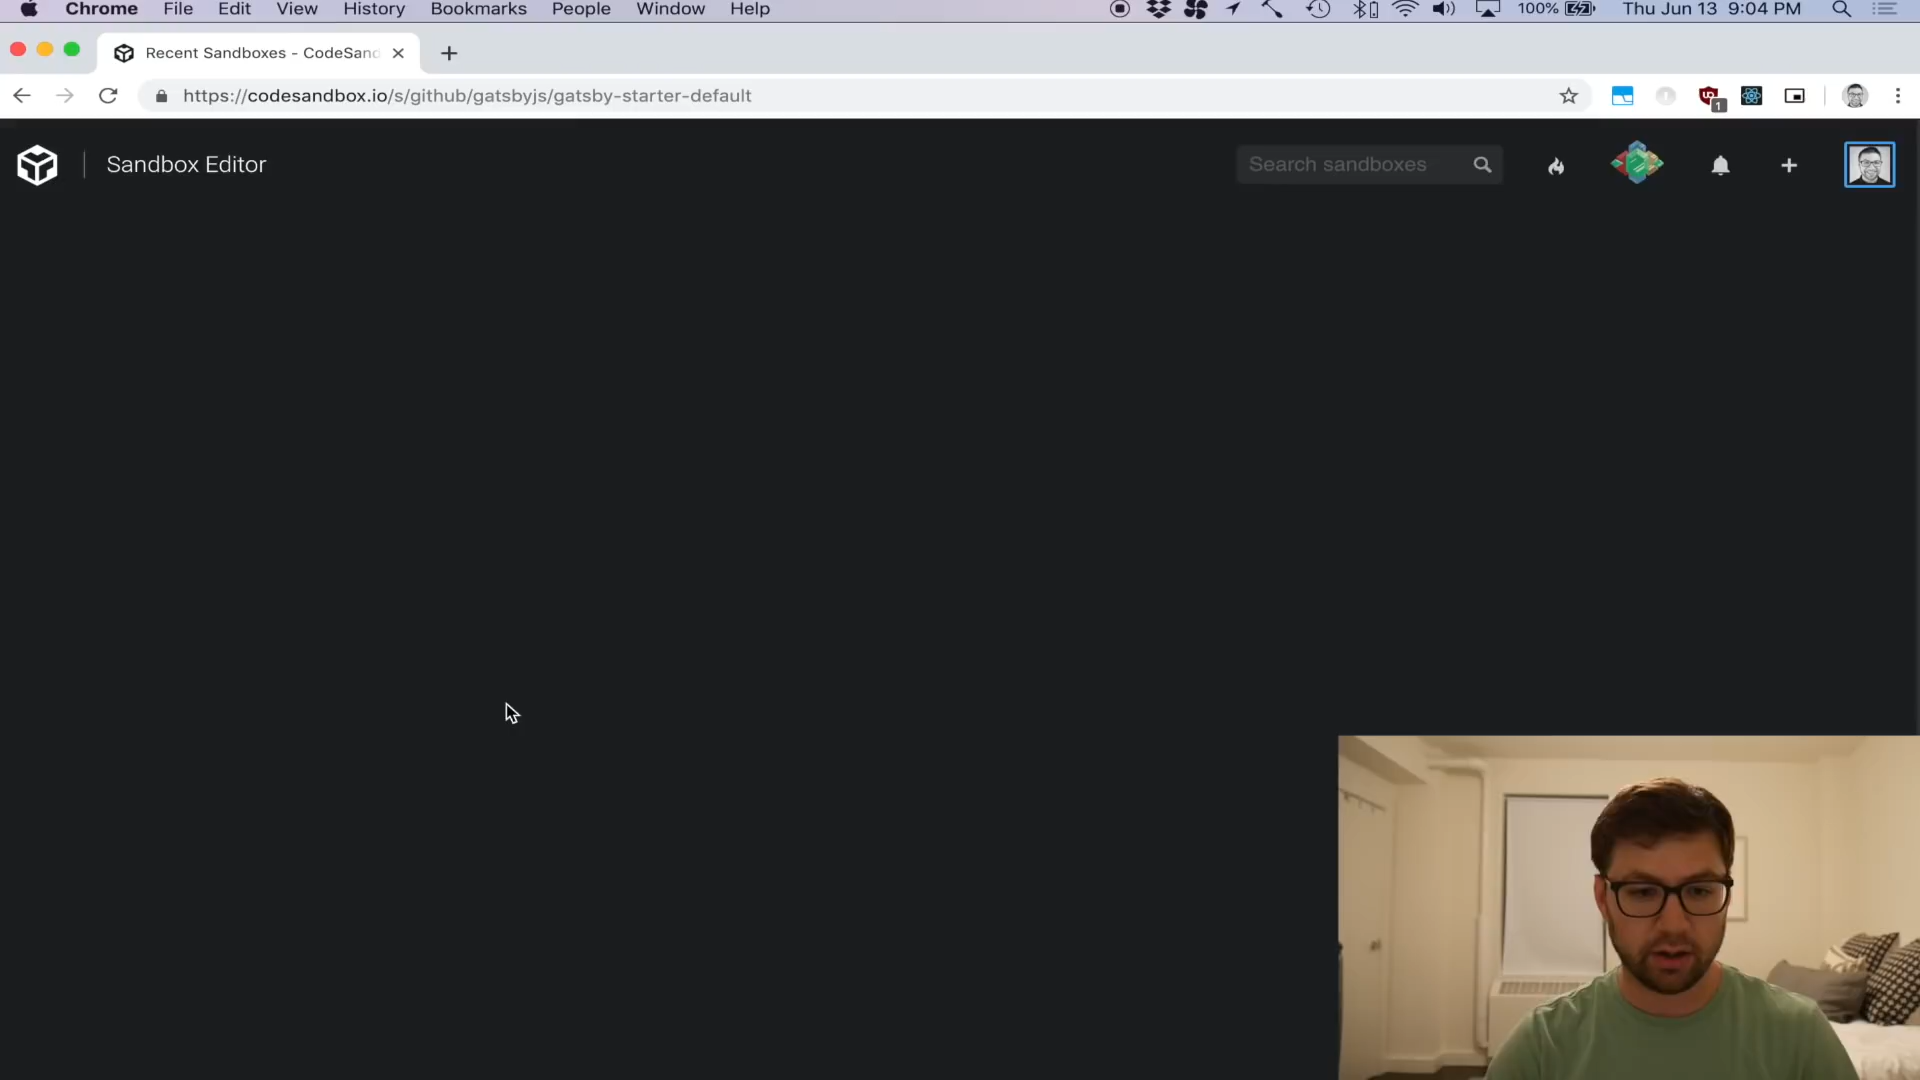 Chrome File Edit View History Bookmarks People Window Help 100% Thu Jun 13 9:04 PM
Recent Sandboxes - CodeSand
https://codesandbox.io/s/github/gatsbyjs/gatsby-starter-default
1
Sandbox Editor
Search sandboxes